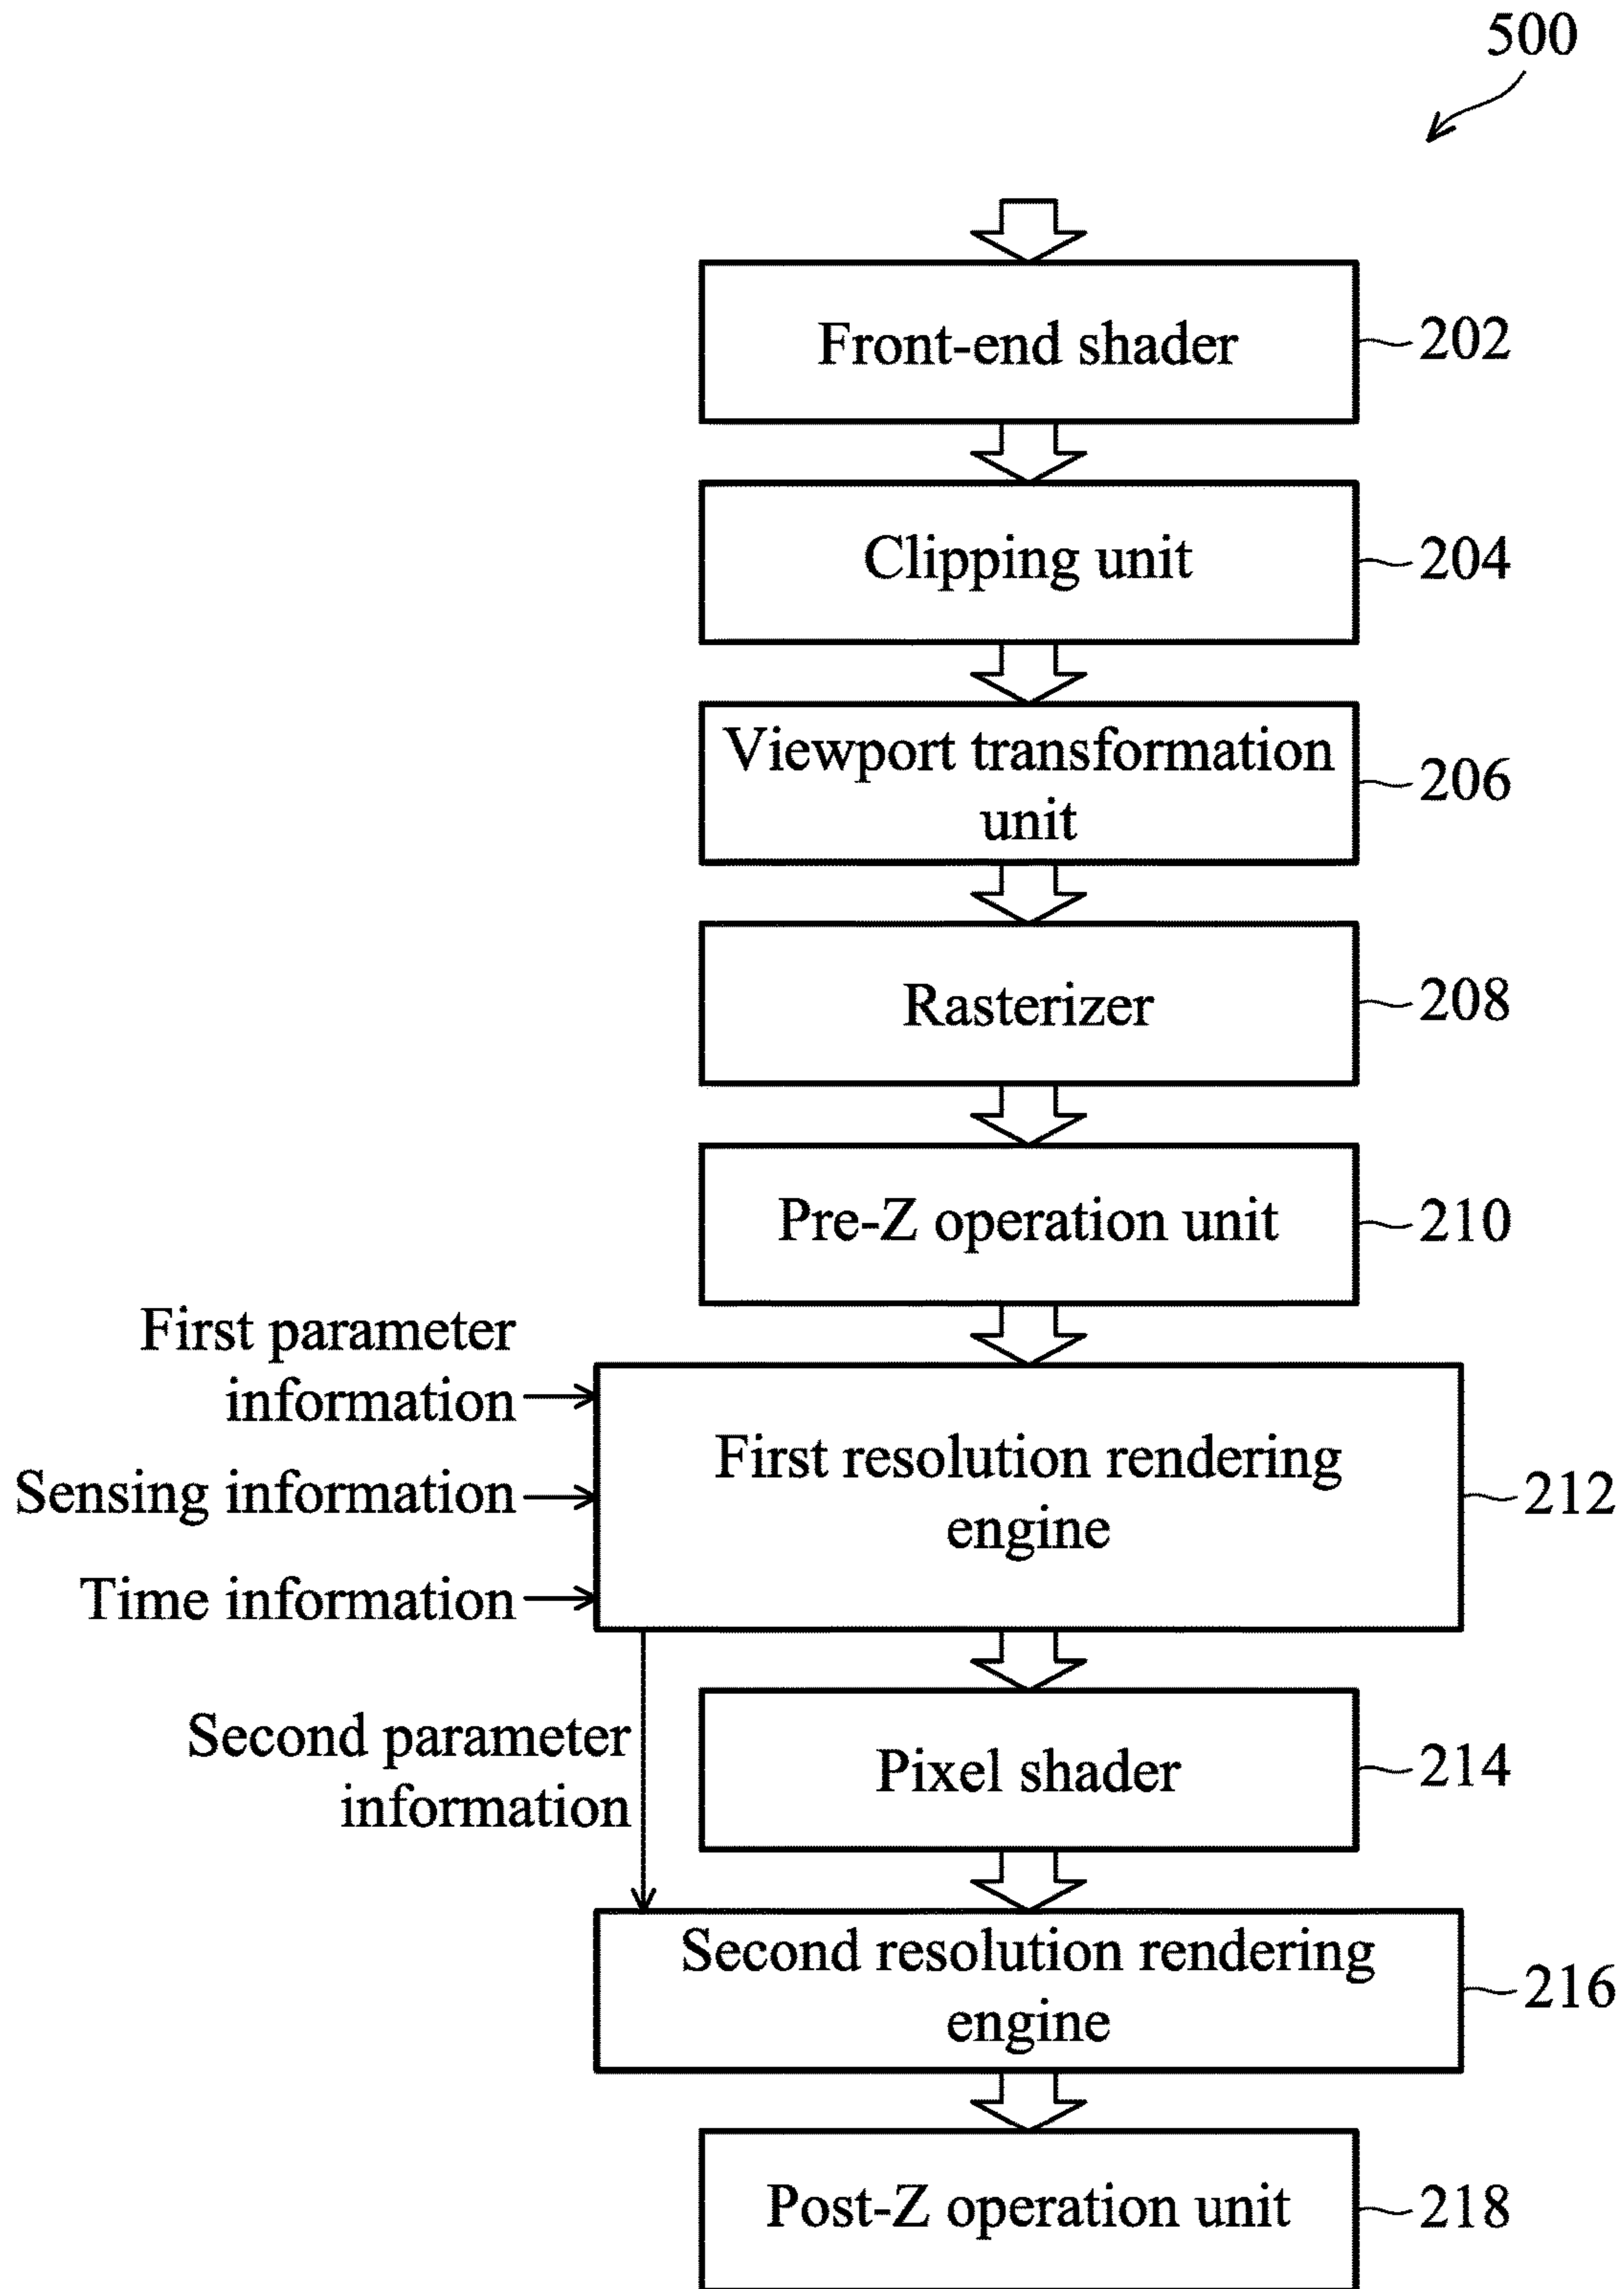 500
Front-end shader
202
Clipping unit
204
Viewport transformation
unit
206
Rasterizer
208
Pre-Z operation unit
210
First parameter
information
Sensing information
Time information
First resolution rendering
engine
212
Second parameter
information
Pixel shader
214
Second resolution rendering
engine
216
Post-Z operation unit
218